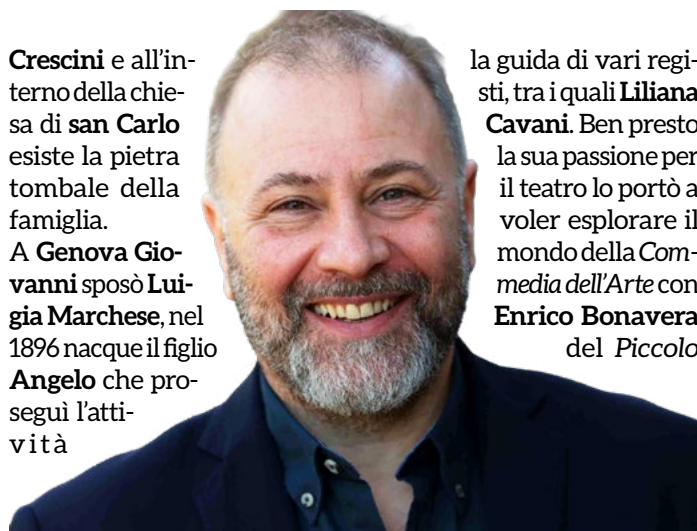 Crescini e all’in-
terno della chie-
sa di san Carlo
esiste la pietra
tombale della
famiglia.
A Genova Gio-
vanni sposò Lui-
gia Marchese, nel
1896 nacque il figlio
Angelo che pro-
seguì l’atti-
vità
la guida di vari regi-
sti, tra i quali Liliana
Cavani. Ben presto
la sua passione per
il teatro lo portò a
voler esplorare il
mondo della Com-
media dell’Arte con
Enrico Bonavera
del Piccolo